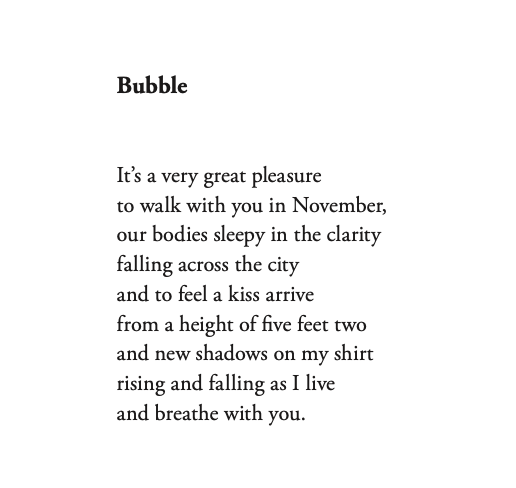 Bubble
It’s a very great pleasure
to walk with you in November,
our bodies sleepy in the clarity
falling across the city
and to feel a kiss arrive
from a height of five feet two
and new shadows on my shirt
rising and falling as I live
and breathe with you.